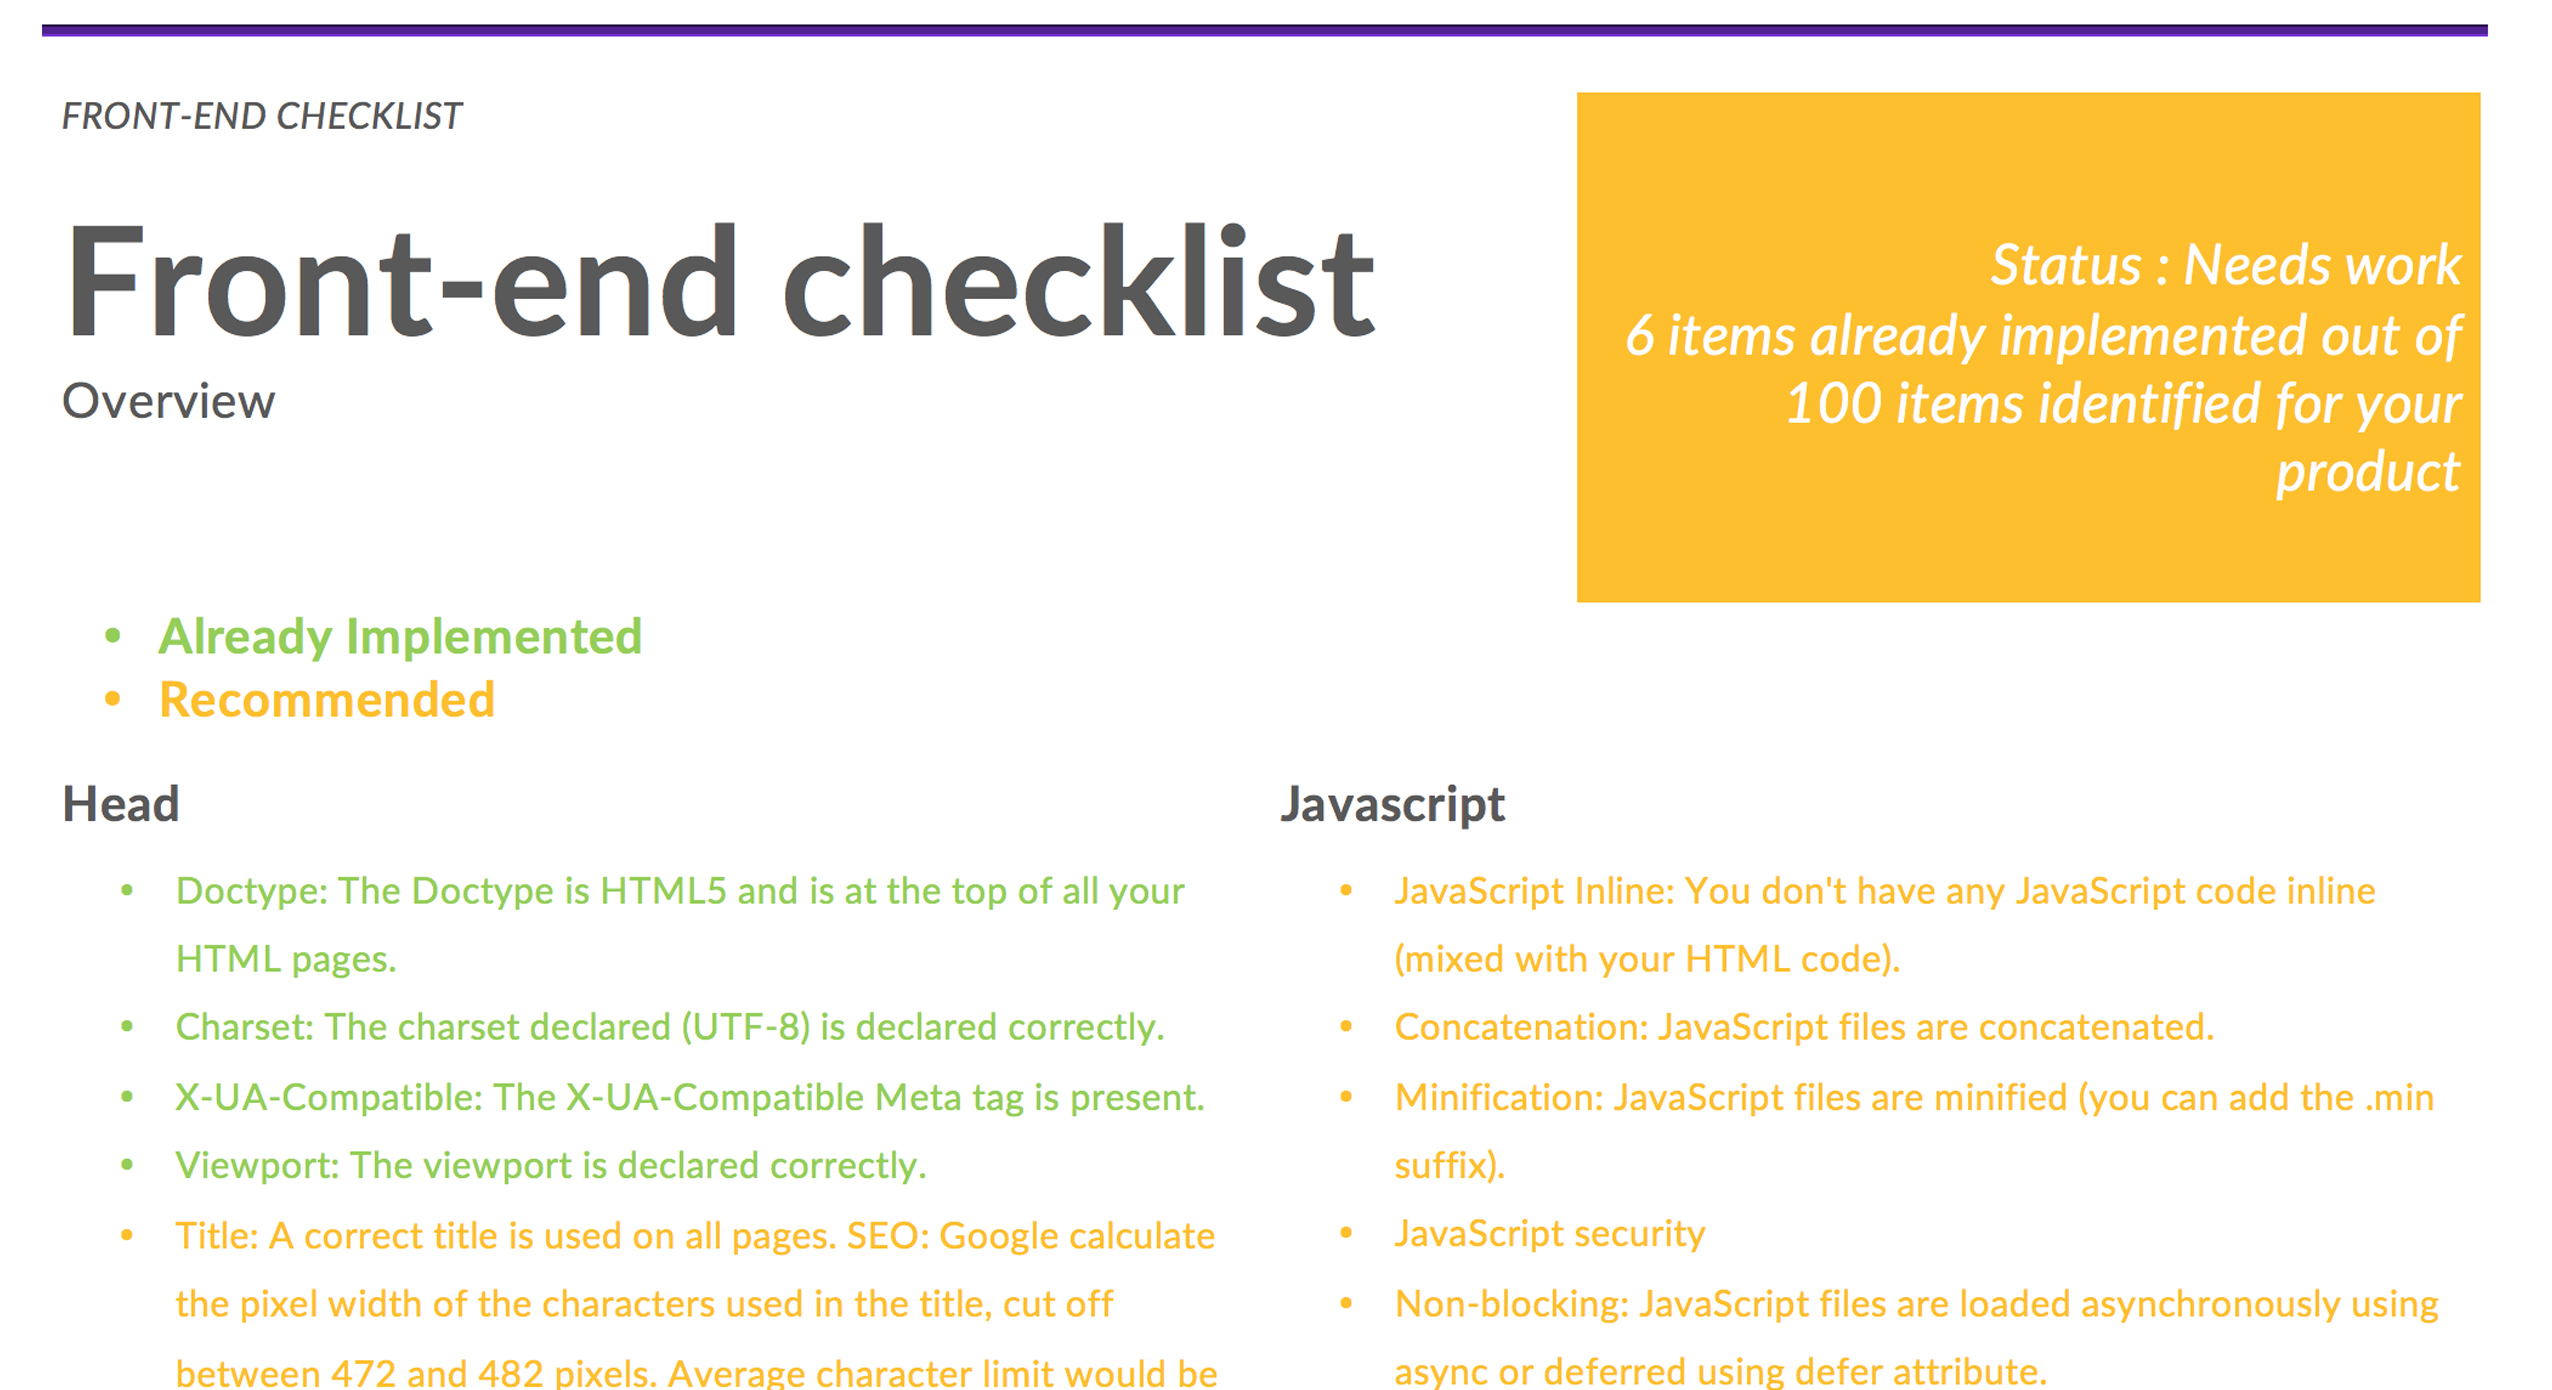 FRONT-END CHECKLIST
Front-end checklist
Overview
Status : Needs work
6 items already implemented out of
100 items identified for your
product
• Already Implemented
• Recommended
Head
• Doctype: The Doctype is HTML5 and is at the top of all your
HTML pages.
• Charset: The charset declared (UTF-8) is declared correctly.
• X-UA-Compatible: The X-UA-Compatible Meta tag is present.
• Viewport: The viewport is declared correctly.
• Title: A correct title is used on all pages. SEO: Google calculate
the pixel width of the characters used in the title, cut off
between 472 and 482 pixels. Average character limit would be
Javascript
• JavaScript Inline: You don't have any JavaScript code inline
(mixed with your HTML code).
• Concatenation: JavaScript files are concatenated.
• Minification: JavaScript files are minified (you can add the .min
suffix).
• JavaScript security
• Non-blocking: JavaScript files are loaded asynchronously using
async or deferred using defer attribute.